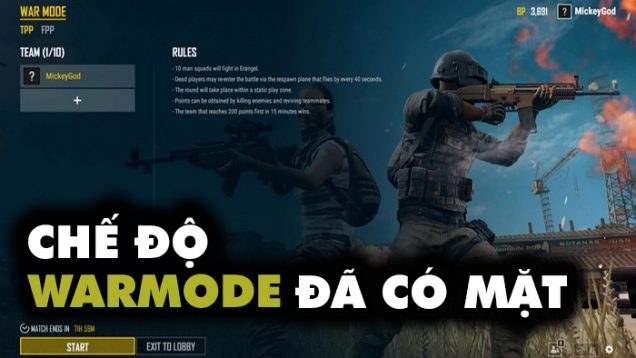 WAR MODE
BP 3,691 ? MickeyGod
TPP FPP
TEAM (1/10)
? MickeyGod
+
RULES
- 10 man squads will fight in Erangel.
- Dead players may re-enter the battle via the respawn plane that flies by every 40 seconds.
- The round will take place within a static play zone.
- Points can be obtained by killing enemies and reviving teammates.
- The team that reaches 200 points first in 15 minutes wins.
CHẾ ĐỘ
WARMODE ĐÃ CÓ MẶT
MATCH ENDS IN 71H 59M
START
EXIT TO LOBBY